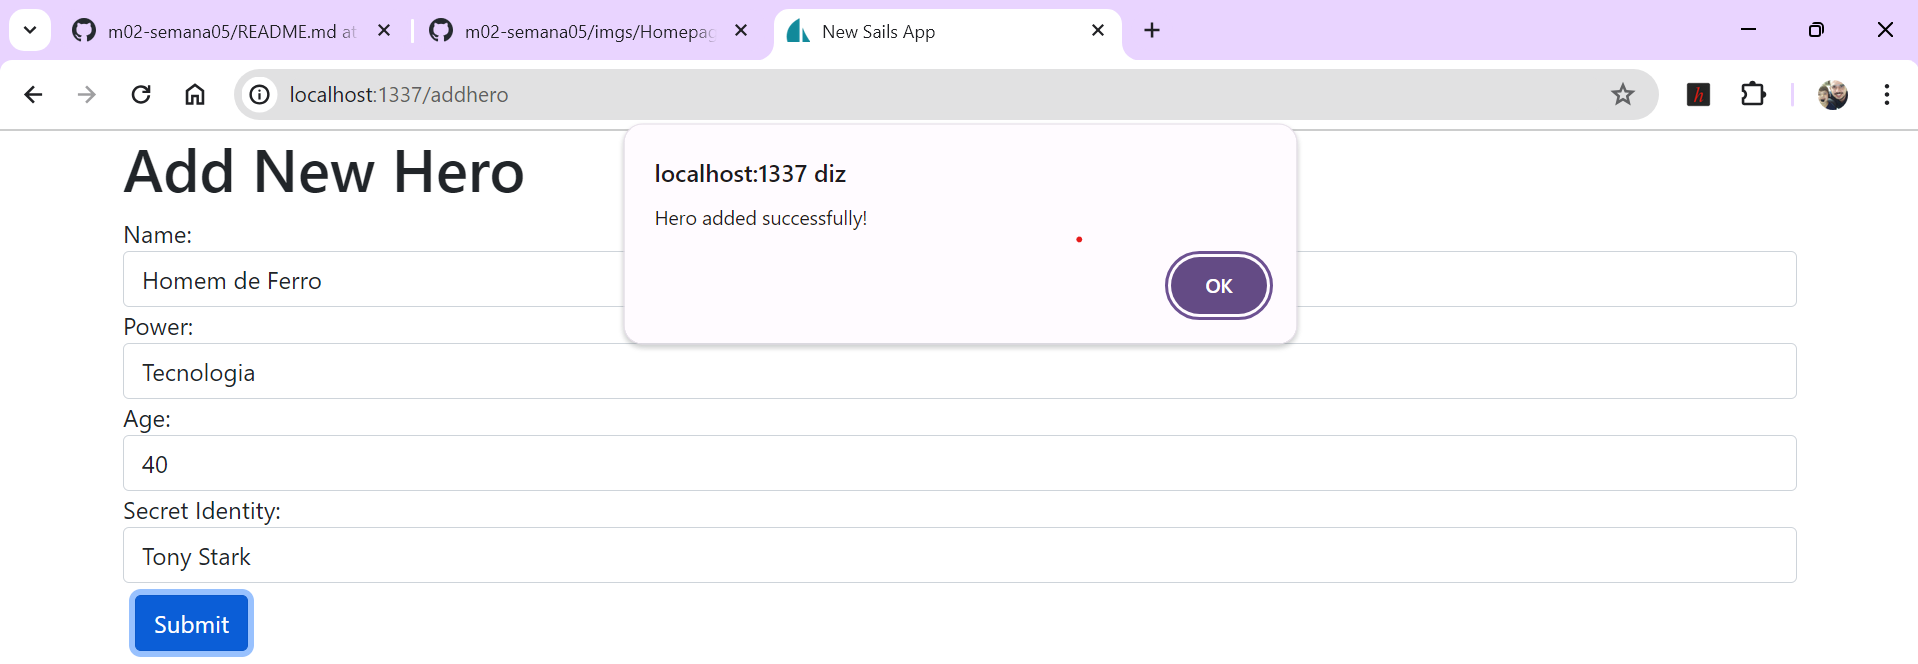 m02-semana05/README.md at
m02-semana05/imgs/Homepag
New Sails App
localhost:1337/addhero
h
Add New Hero
localhost:1337 diz
Hero added successfully!
OK
Name:
Homem de Ferro
Power:
Tecnologia
Age:
40
Secret Identity:
Tony Stark
Submit